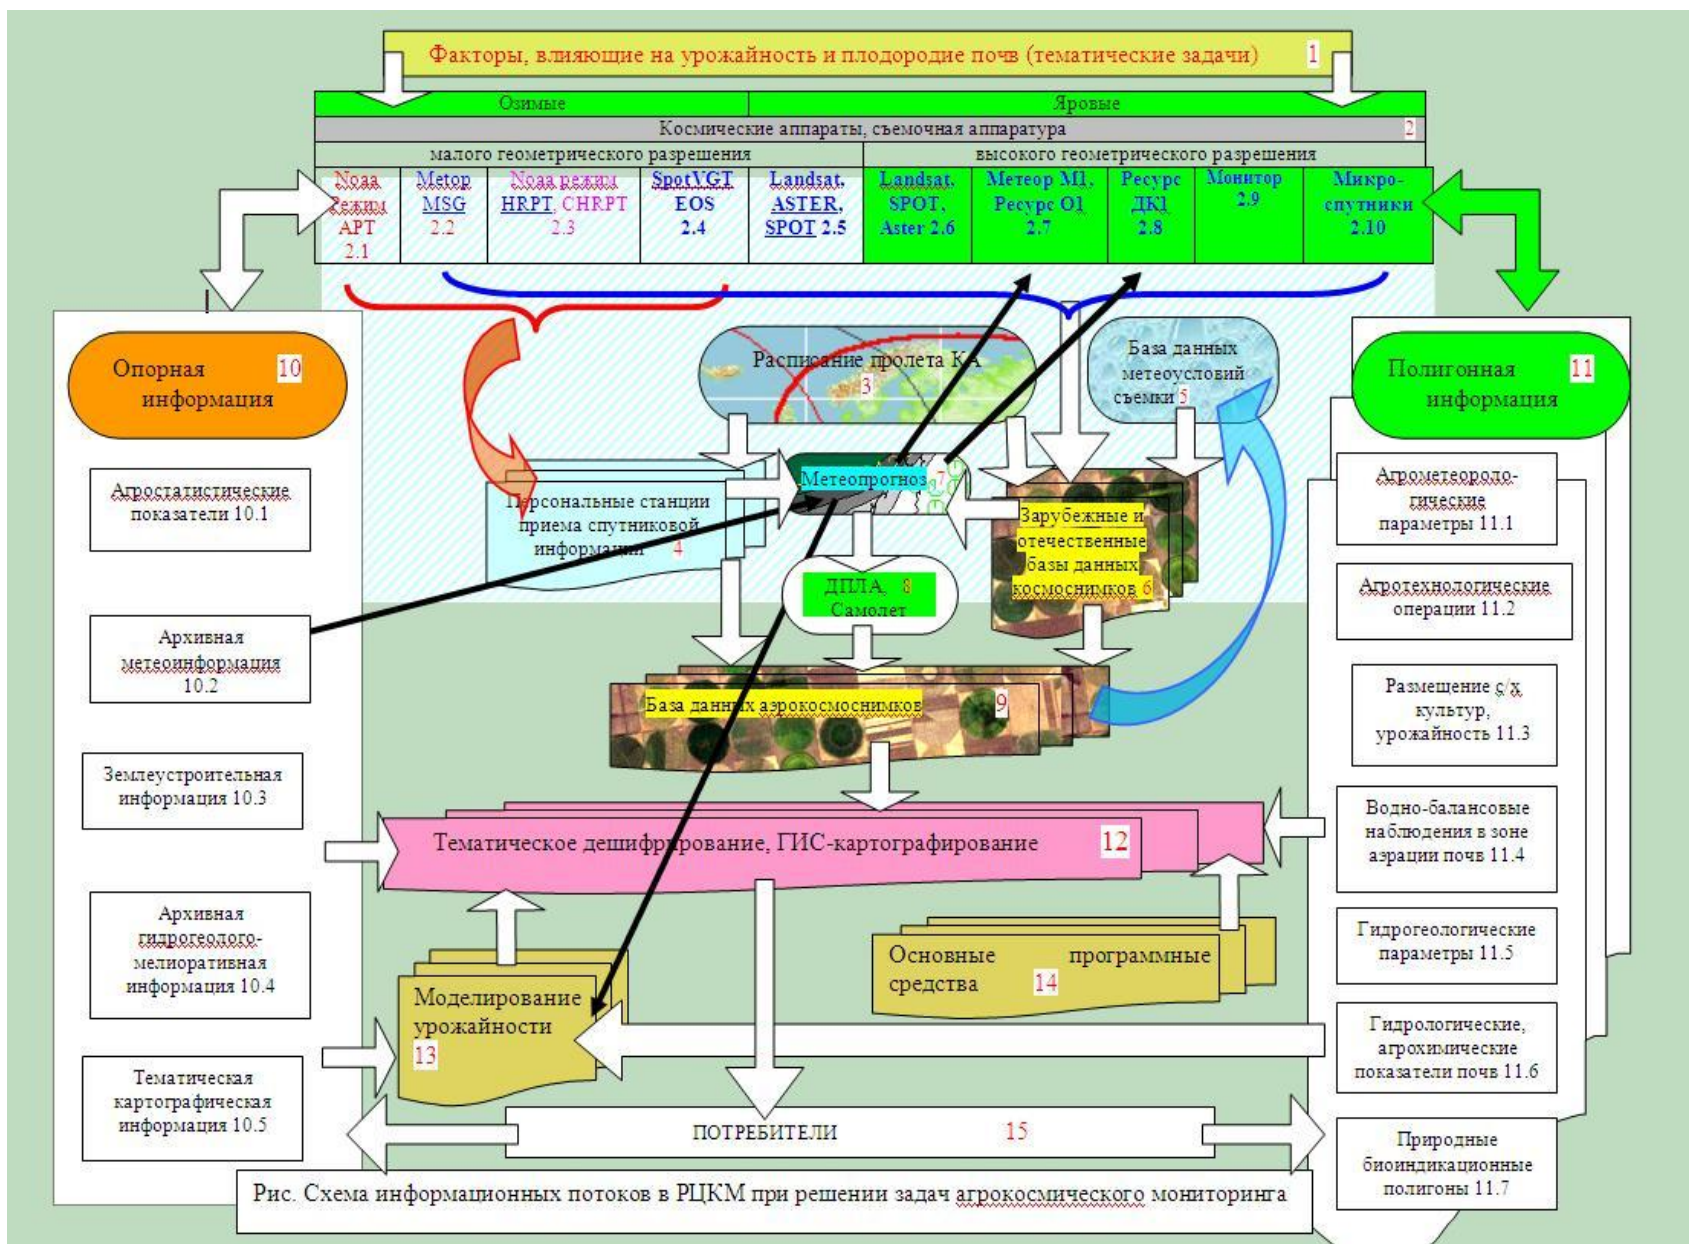 Факторы, влияющие на урожайность и плодородие почв (тематические задачи) 1
Озимые
Яровые
Космические аппараты, съемочная аппаратура 2
малого геометрического разрешения
высокого геометрического разрешения
Noaa
Режим
АРТ
2.1
Метор
MSG
2.2
Noaa режим
HRPT, CHRPT
2.3
SpotVGT
EOS
2.4
Landsat,
ASTER,
SPOT 2.5
Landsat,
SPOT,
Aster 2.6
Метеор М1,
Ресурс О1
2.7
Ресурс
ДК1
2.8
Монитор
2.9
Микро-
спутники
2.10
Опорная 10
информация
Агростатистические
показатели 10.1
Архивная
метеоинформация
10.2
Землеустроительная
информация 10.3
Архивная
гидрогеолого-
мелиоративная
информация 10.4
Тематическая
картографическая
информация 10.5
Расписание пролета КА
3
База данных
метеоусловий
съемки 5
Персональные станции
приема спутниковой
информации 4
Метеопрогноз 7
Зарубежные и
отечественные
базы данных
космоснимков 6
ДПЛА, 8
Самолет
База данных аэрокосмоснимков 9
Тематическое дешифрирование, ГИС-картографирование 12
Моделирование
урожайности
13
Основные программные
средства 14
ПОТРЕБИТЕЛИ 15
Полигонная 11
информация
Агрометеороло-
гические
параметры 11.1
Агротехнологические
операции 11.2
Размещение с/х
культур,
урожайность 11.3
Водно-балансовые
наблюдения в зоне
аэрации почв 11.4
Гидрогеологические
параметры 11.5
Гидрологические,
агрохимические
показатели почв 11.6
Природные
биоиндикационные
полигоны 11.7
Рис. Схема информационных потоков в РЦКМ при решении задач агрокосмического мониторинга